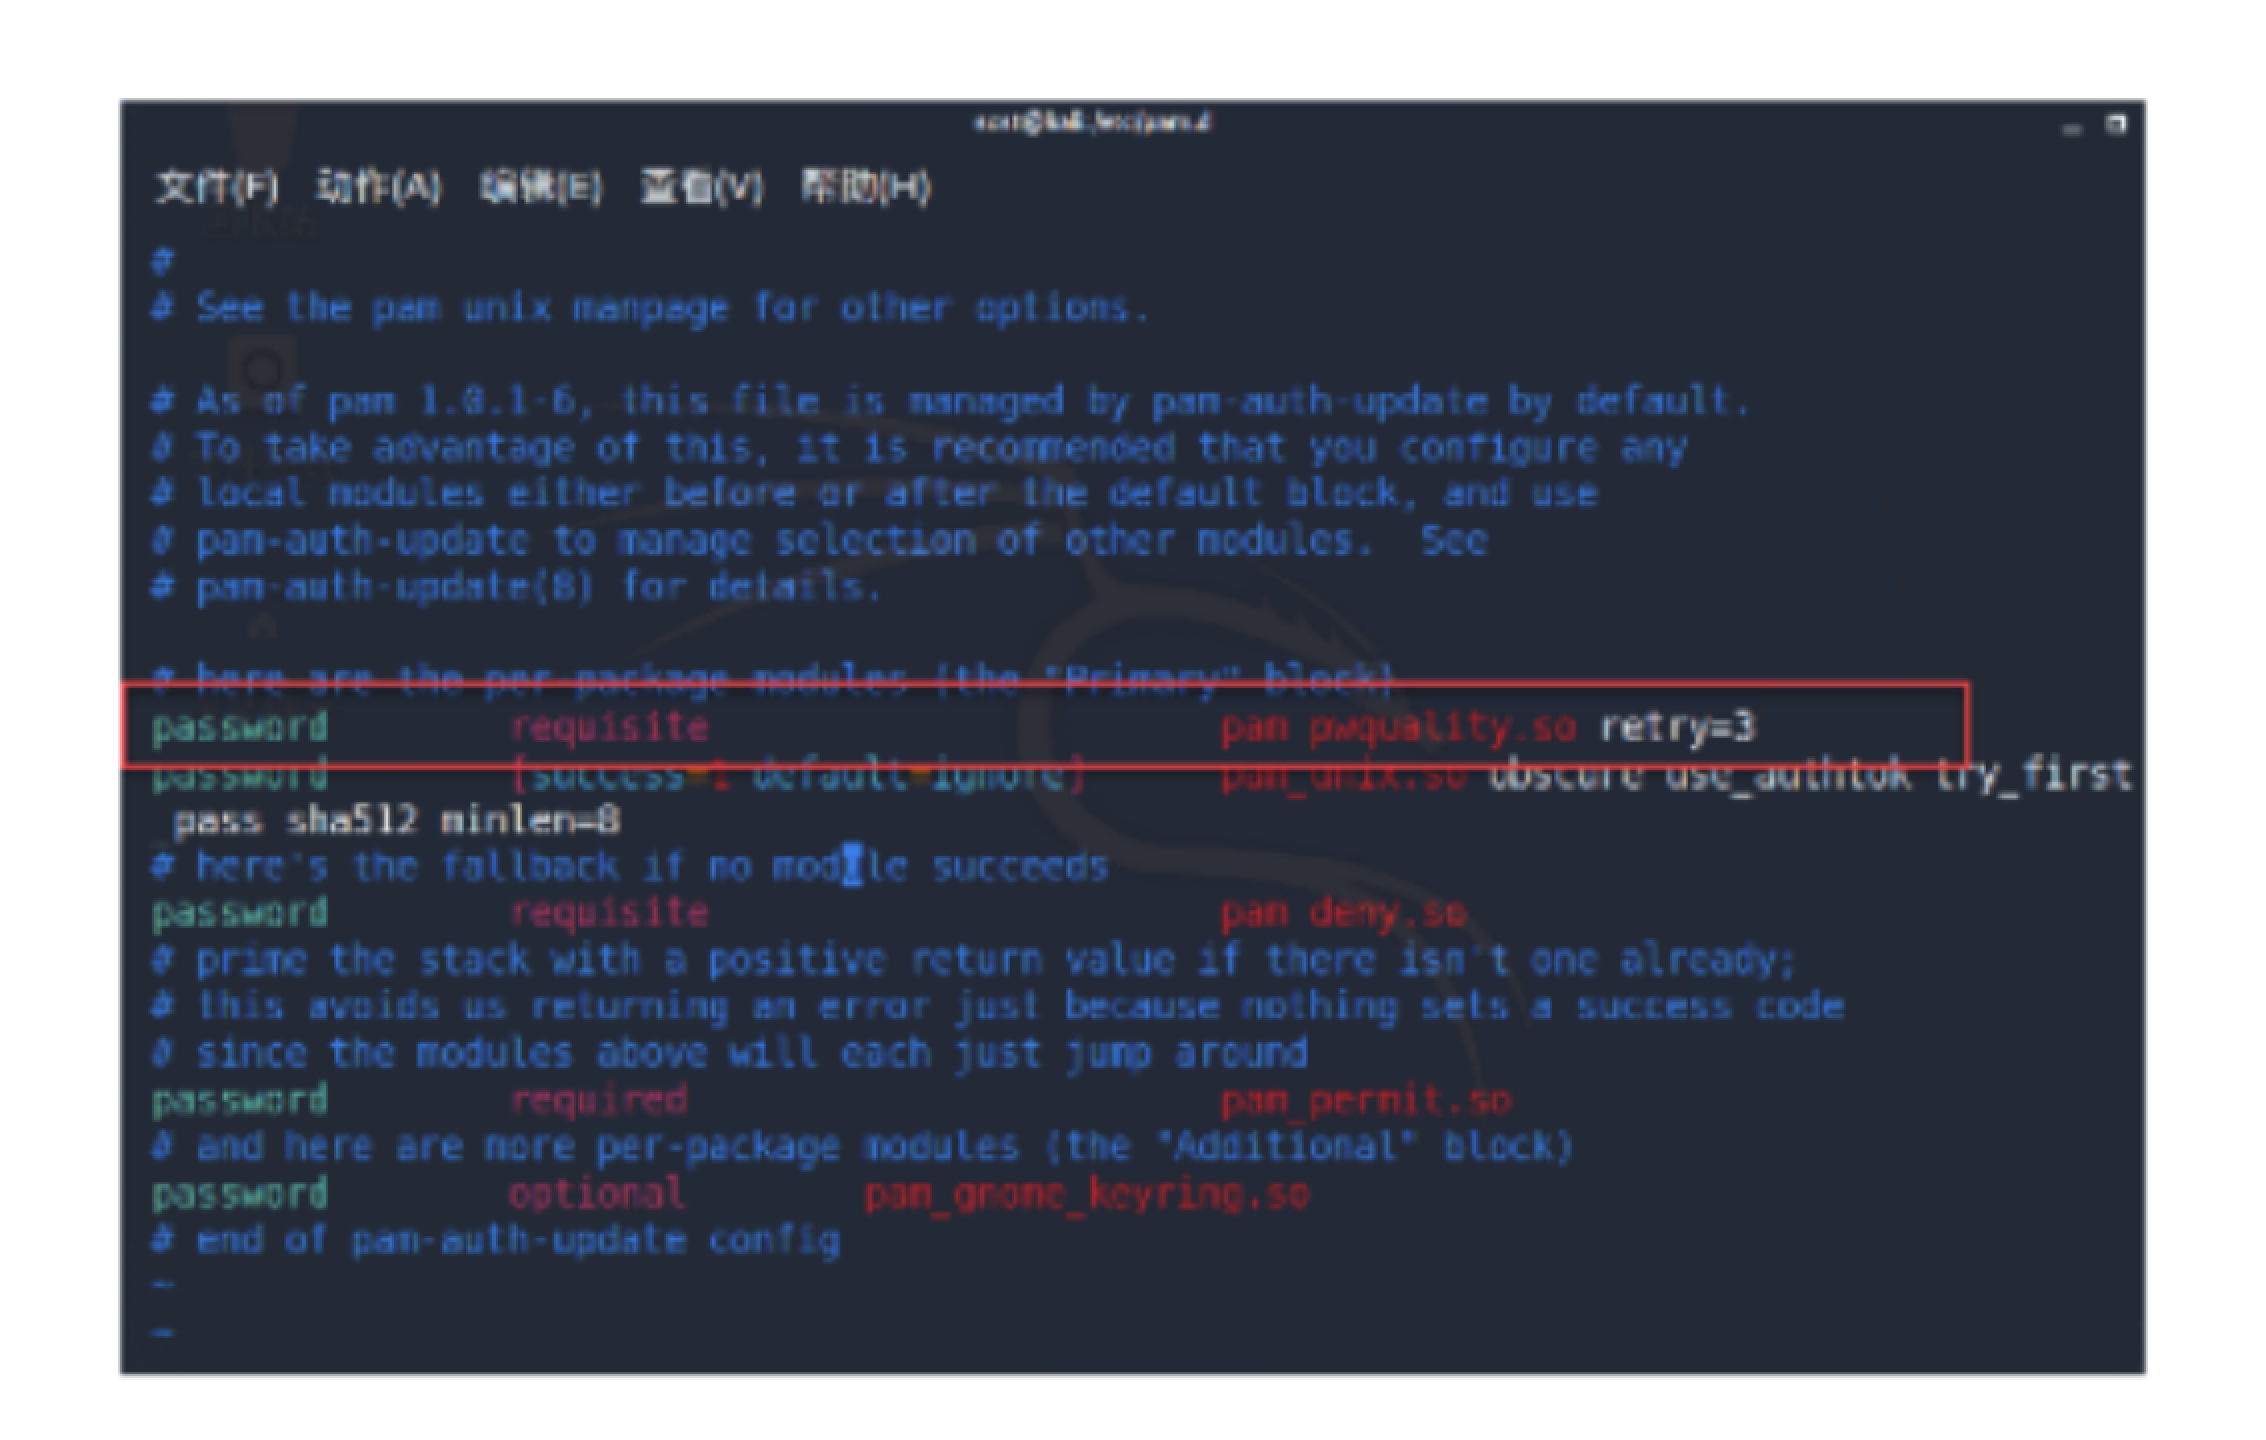 root@kali:/etc/pam.d
文件(F) 动作(A) 编辑(E) 查看(V) 帮助(H)
#
# See the pam_unix manpage for other options.
# As of pam 1.0.1-6, this file is managed by pam-auth-update by default.
# To take advantage of this, it is recommended that you configure any
# local modules either before or after the default block, and use
# pam-auth-update to manage selection of other modules.  See
# pam-auth-update(8) for details.
# here are the per-package modules (the "Primary" block)
password requisite pam_pwquality.so retry=3
password [success=1 default=ignore] pam_unix.so obscure use_authtok try_first
_pass sha512 minlen=8
# here's the fallback if no module succeeds
password requisite pam_deny.so
# prime the stack with a positive return value if there isn't one already;
# this avoids us returning an error just because nothing sets a success code
# since the modules above will each just jump around
password required pam_permit.so
# and here are more per-package modules (the "Additional" block)
password optional pam_gnome_keyring.so
# end of pam-auth-update config
~
~